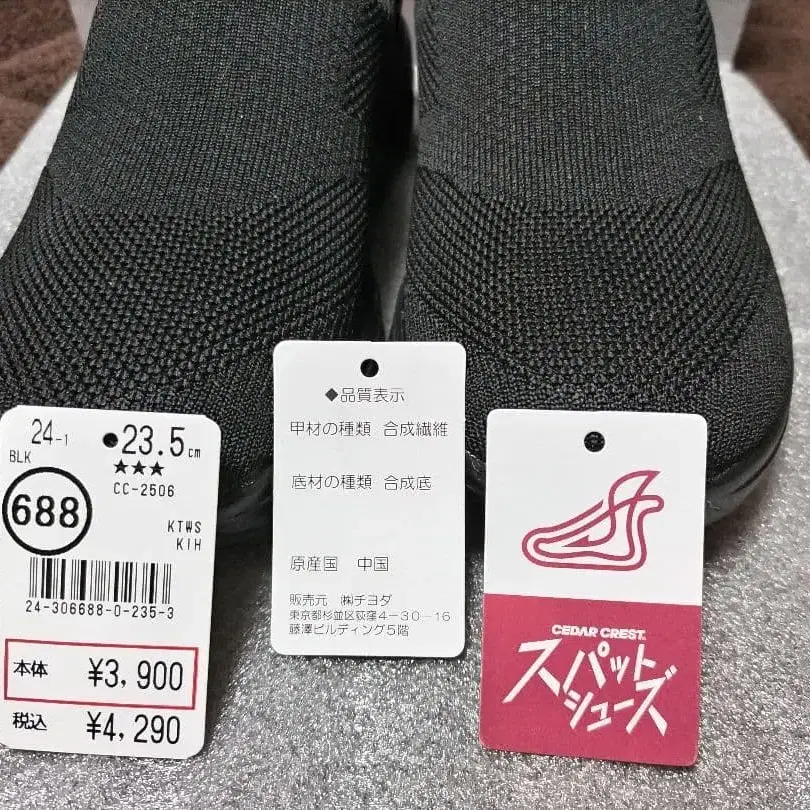 24-1 ●23.5cm
BLK ★★★
CC-2506
688
KTWS
KIH
24-306688-0-235-3
本体 ¥3,900
税込 ¥4,290
◆品質表示
甲材の種類 合成繊維
底材の種類 合成底
原産国 中国
販売元 ㈱チヨダ
東京都杉並区荻窪4-30-16
藤澤ビルディング5階
CEDAR CREST
スパット
シューズ